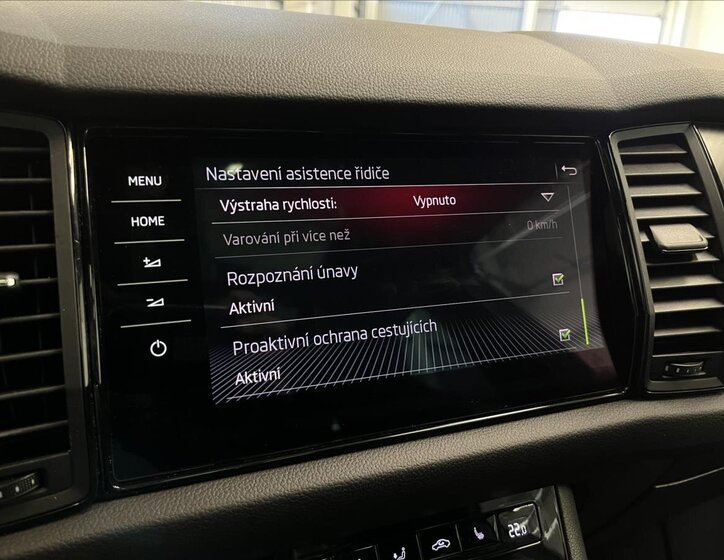 MENU
HOME
Nastavení asistence řidiče
Výstraha rychlosti: Vypnuto
Varování při více než 0 km/h
Rozpoznání únavy
Aktivní
Proaktivní ochrana cestujících
Aktivní
22.0